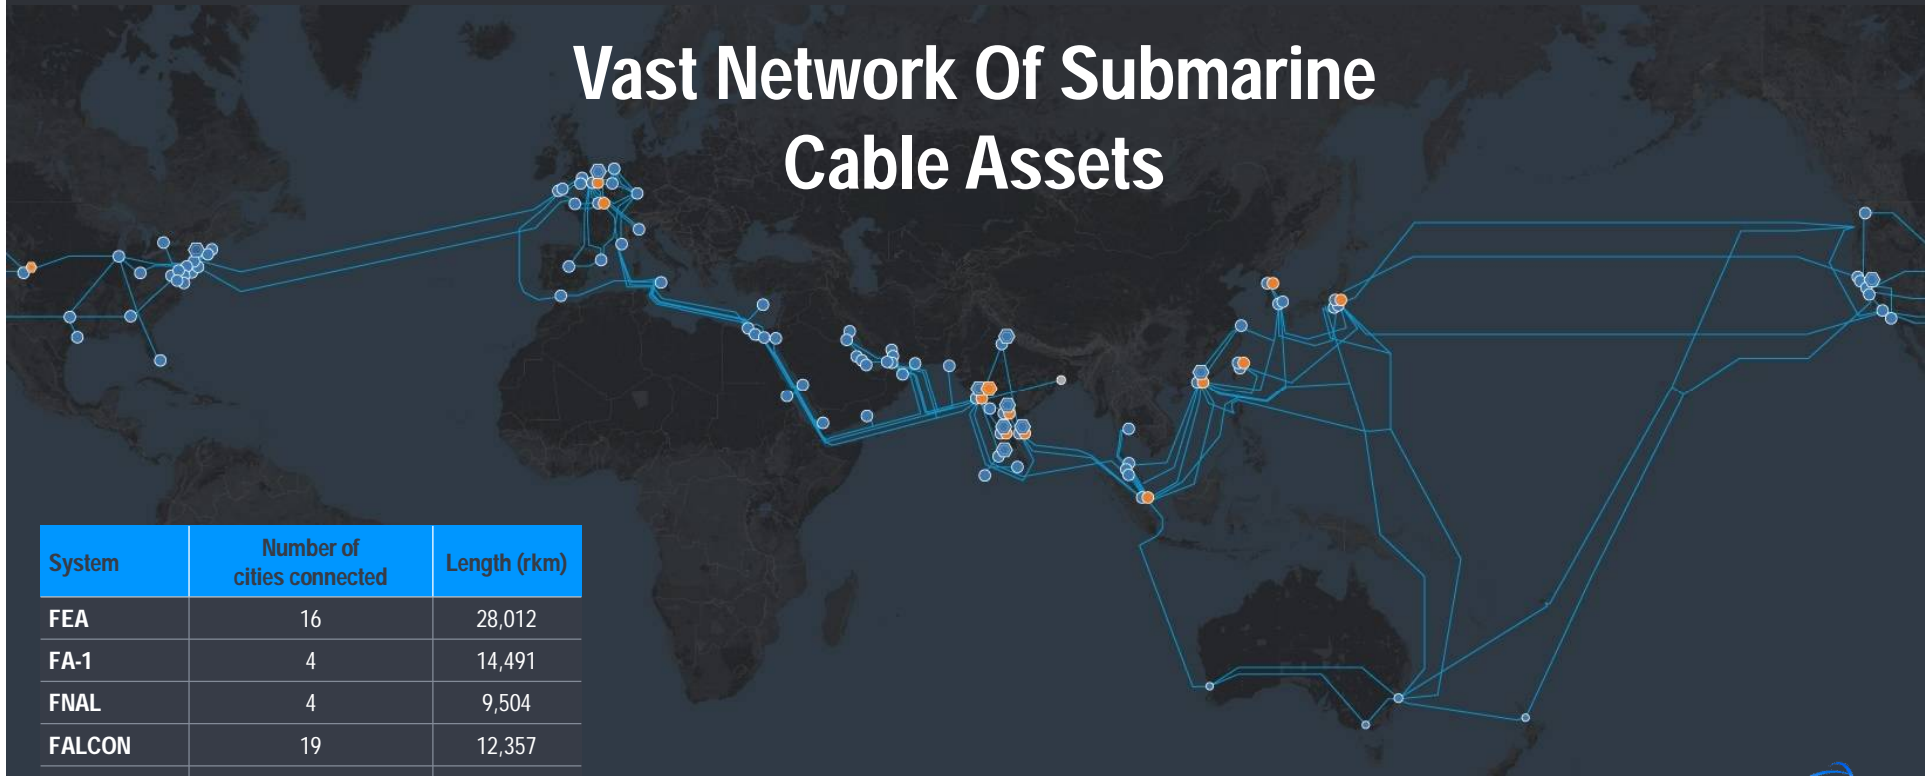 Vast Network Of Submarine
Cable Assets
System Number of cities connected Length (rkm)
FEA 16 28,012
FA-1 4 14,491
FNAL 4 9,504
FALCON 19 12,357